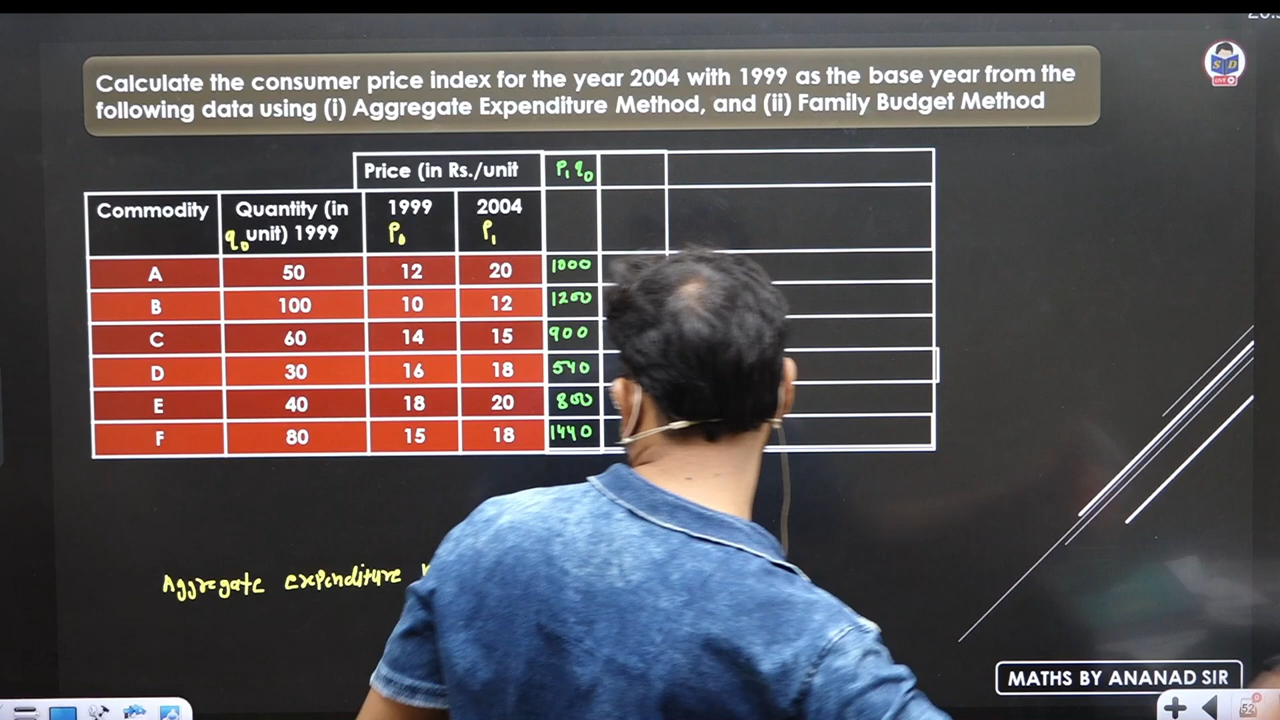 Calculate the consumer price index for the year 2004 with 1999 as the base year from the
following data using (i) Aggregate Expenditure Method, and (ii) Family Budget Method
S D
LIVE
Price (in Rs./unit P₁q₀
Commodity Quantity (in 1999 2004
q₀ unit) 1999 P₀ P₁
A 50 12 20 1000
B 100 10 12 1200
C 60 14 15 900
D 30 16 18 540
E 40 18 20 800
F 80 15 18 1440
Aggregate expenditure
MATHS BY ANANAD SIR
52